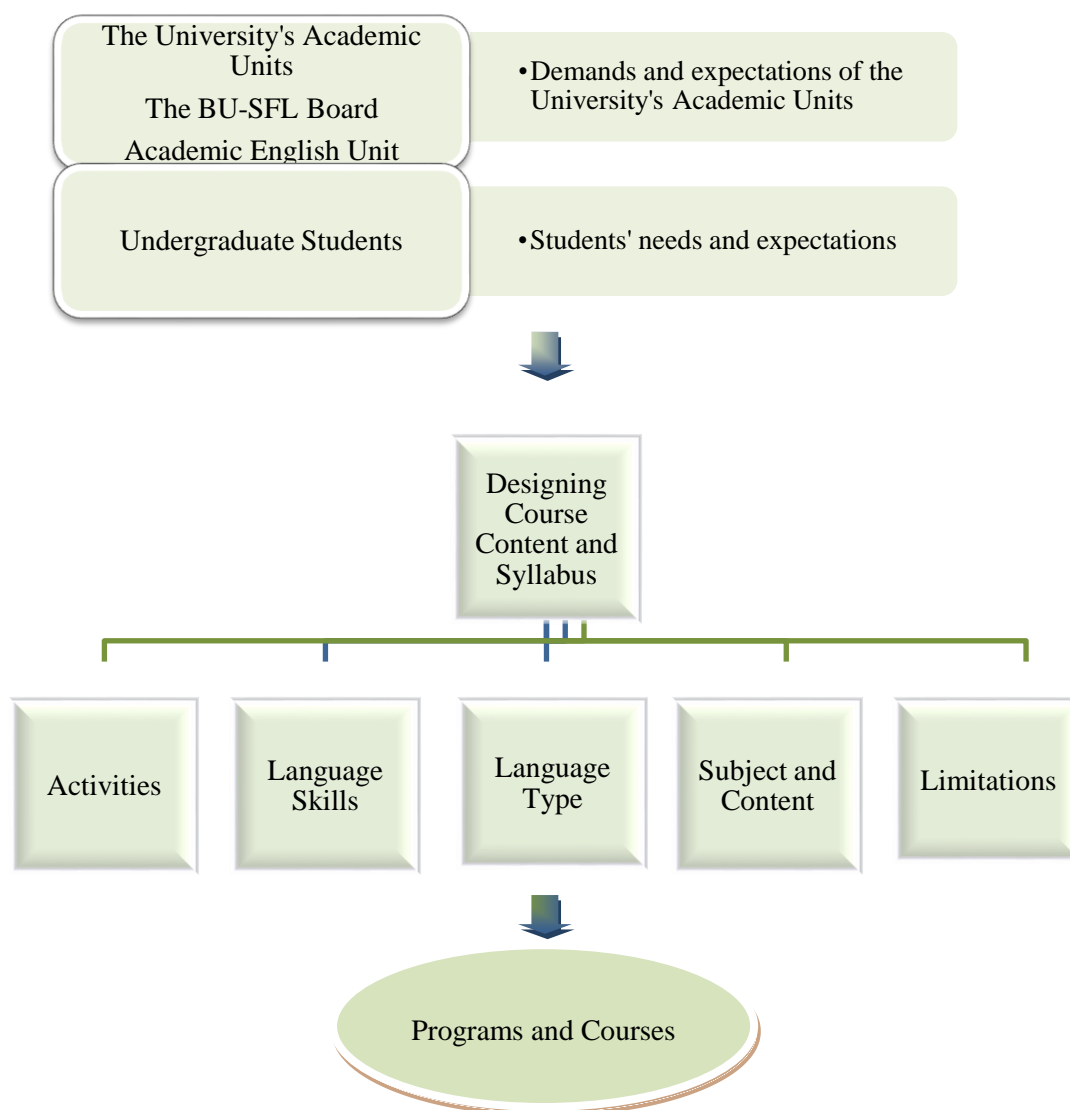 The University's Academic
Units
The BU-SFL Board
Academic English Unit
•Demands and expectations of the
University's Academic Units
Undergraduate Students
•Students' needs and expectations
Designing
Course
Content and
Syllabus
Activities
Language
Skills
Language
Type
Subject and
Content
Limitations
Programs and Courses